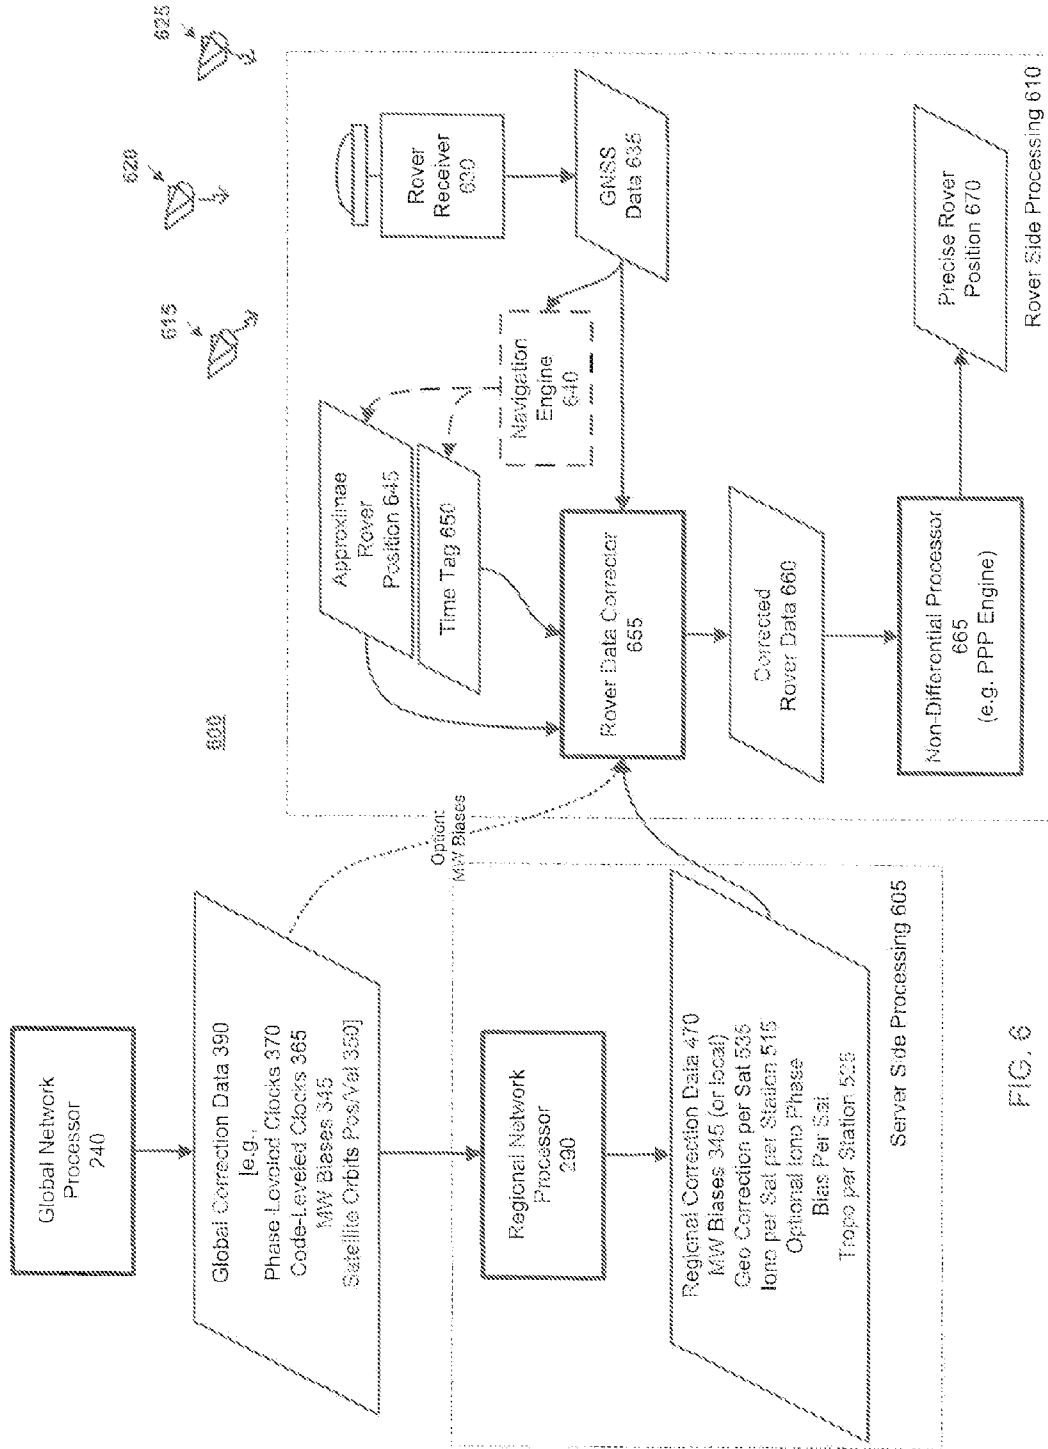 Global Network
Processor
240
Global Correction Data 390
[e.g.,
Phase-Leveled Clocks 370
Code-Leveled Clocks 365
MW Biases 345
Satellite Orbits Pos/Vel 350]
Option:
MW Biases
Regional Network
Processor
290
Regional Correction Data 470
MW Biases 345 (or local)
Geo Correction per Sat 535
Iono per Sat per Station 515
Optional Iono Phase
Bias Per Sat
Tropo per Station 525
Server Side Processing 605
600
615
620
625
Rover
Receiver
630
GNSS
Data 635
Navigation
Engine
640
Approximae
Rover
Position 645
Time Tag 650
Rover Data Corrector
655
Corrected
Rover Data 660
Non-Differential Processor
665
(e.g. PPP Engine)
Precise Rover
Position 670
Rover Side Processing 610
FIG. 6